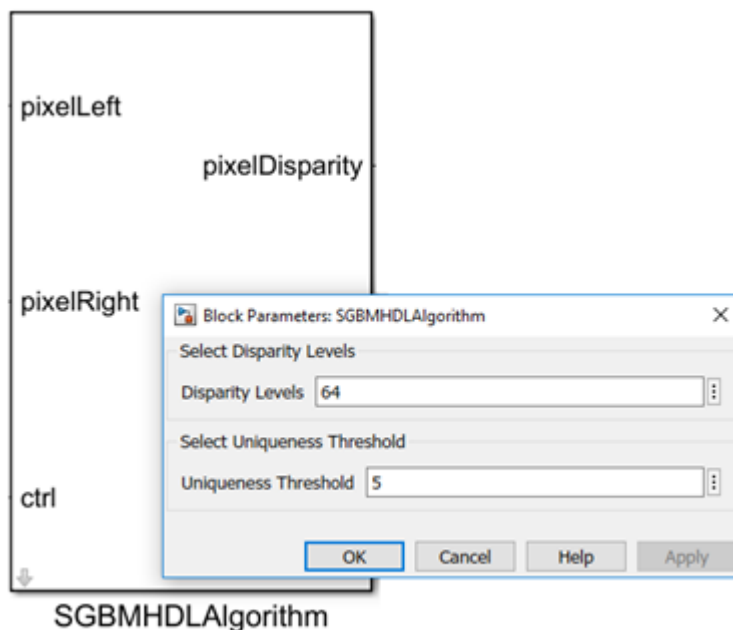 pixelLeft
pixelDisparity
pixelRight
Block Parameters: SGBMHDLAlgorithm
Select Disparity Levels
Disparity Levels 64
Select Uniqueness Threshold
Uniqueness Threshold 5
ctrl
OK Cancel Help Apply
SGBMHDLAlgorithm